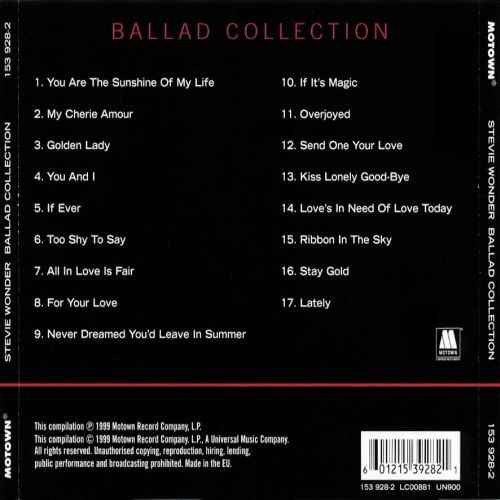 BALLAD COLLECTION
1. You Are The Sunshine Of My Life
2. My Cherie Amour
3. Golden Lady
4. You And I
5. If Ever
6. Too Shy To Say
7. All In Love Is Fair
8. For Your Love
9. Never Dreamed You'd Leave In Summer
10. If It's Magic
11. Overjoyed
12. Send One Your Love
13. Kiss Lonely Good-Bye
14. Love's In Need Of Love Today
15. Ribbon In The Sky
16. Stay Gold
17. Lately
MOTOWN
This compilation ℗ 1999 Motown Record Company, L.P.
This compilation © 1999 Motown Record Company, L.P., A Universal Music Company.
All rights reserved. Unauthorised copying, reproduction, hiring, lending,
public performance and broadcasting prohibited. Made in the EU.
6 01215 39282 1
153 928-2 LC00881 UN900
MOTOWN® STEVIE WONDER BALLAD COLLECTION 153 928-2
MOTOWN® STEVIE WONDER BALLAD COLLECTION 153 928-2